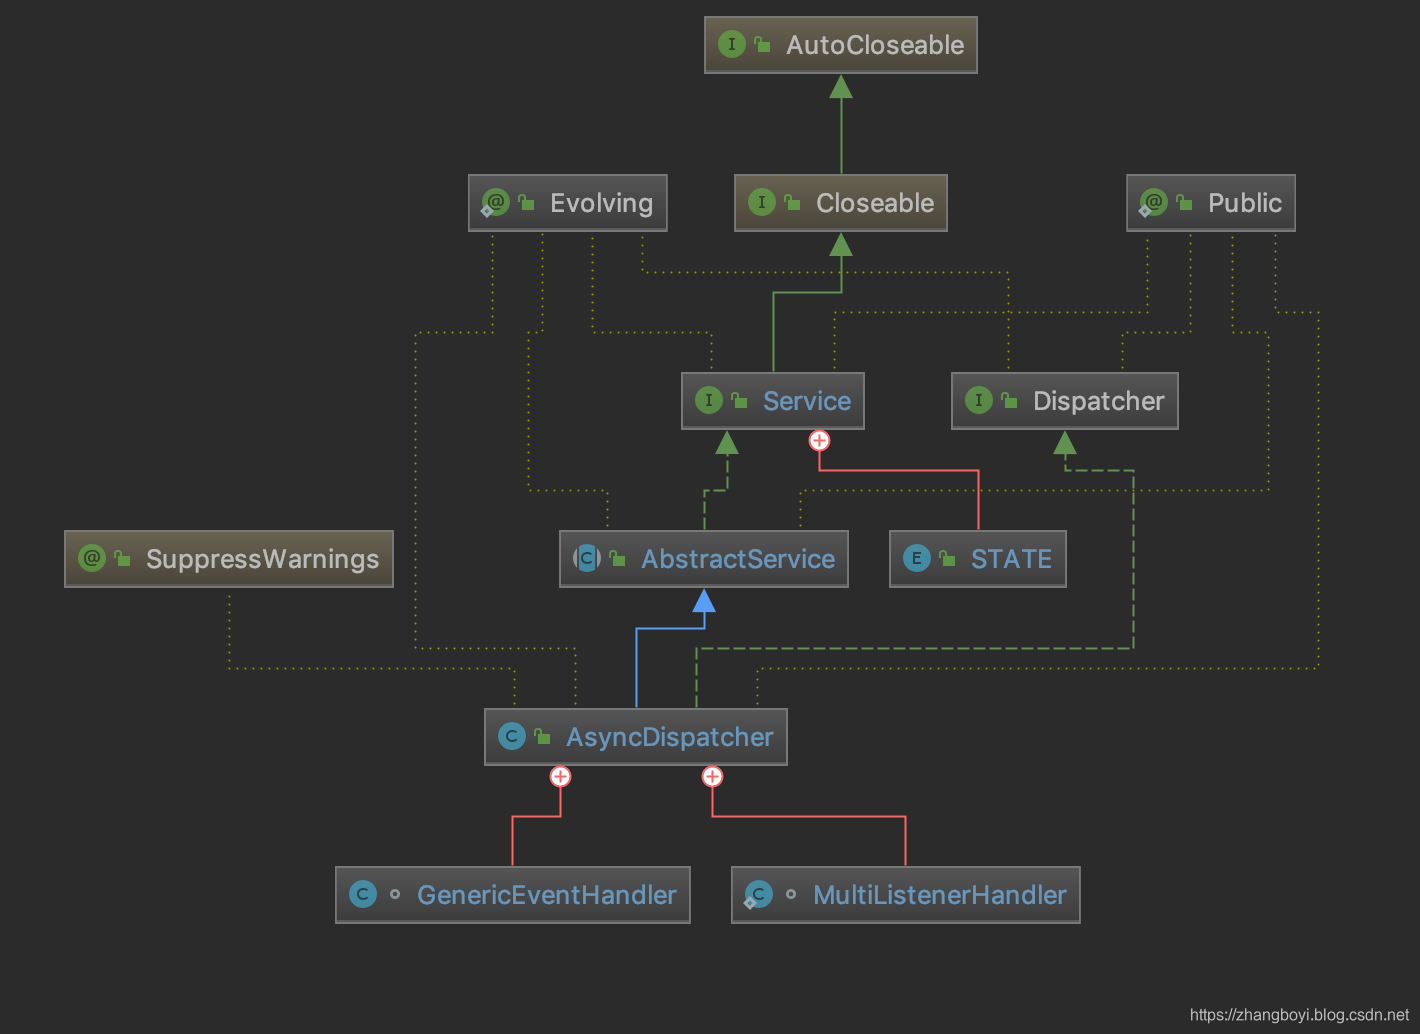 AutoCloseable
Evolving
Closeable
Public
Service
Dispatcher
SuppressWarnings
AbstractService
STATE
AsyncDispatcher
GenericEventHandler
MultiListenerHandler
https://zhangboyi.blog.csdn.net